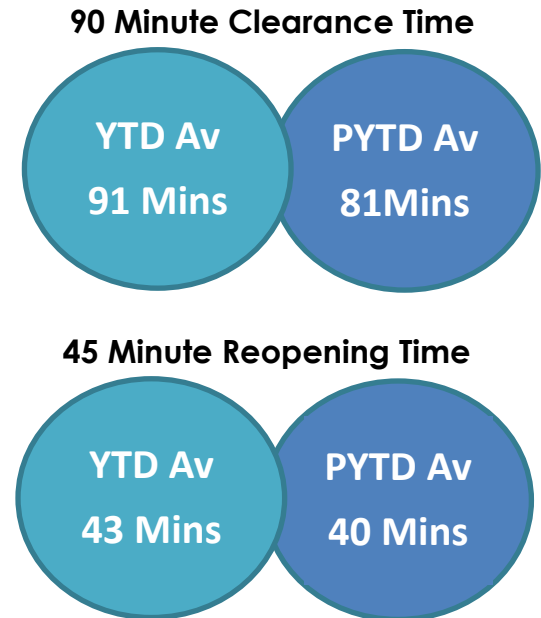 90 Minute Clearance Time
YTD Av
91 Mins
PYTD Av
81Mins
45 Minute Reopening Time
YTD Av
43 Mins
PYTD Av
40 Mins